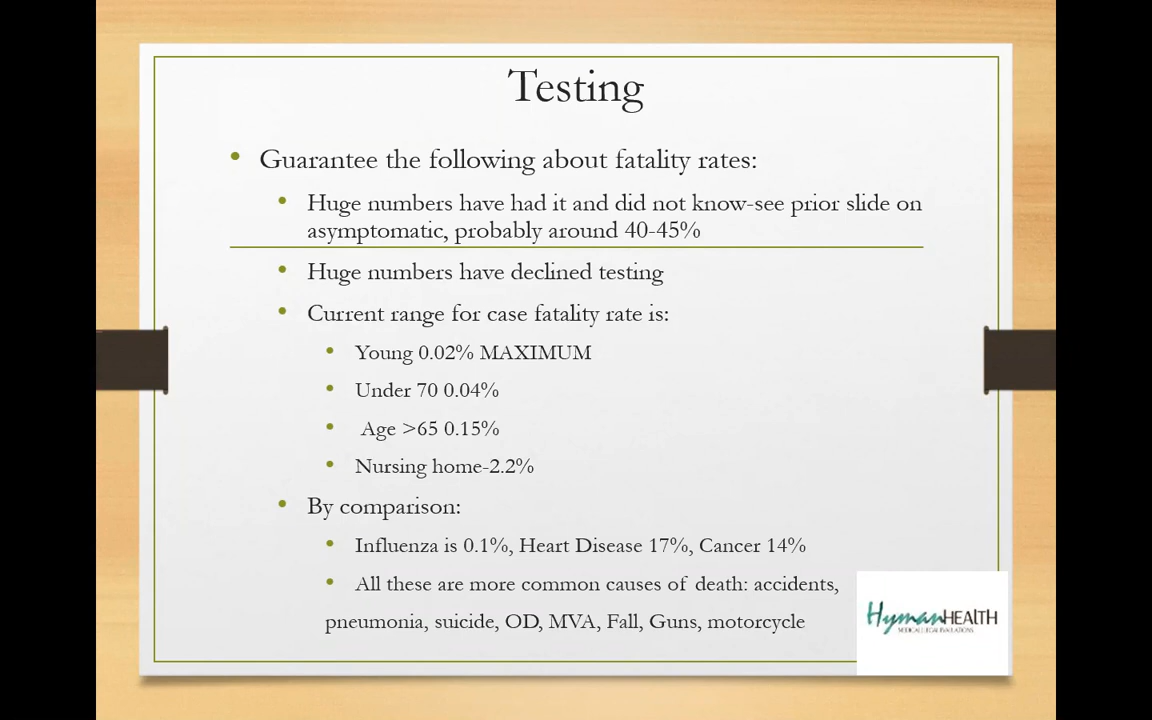 Testing
Guarantee the following about fatality rates:
Huge numbers have had it and did not know-see prior slide on
asymptomatic, probably around 40-45%
Huge numbers have declined testing
Current range for case fatality rate is:
Young 0.02% MAXIMUM
Under 70 0.04%
Age >65 0.15%
Nursing home-2.2%
By comparison:
Influenza is 0.1%, Heart Disease 17%, Cancer 14%
All these are more common causes of death: accidents,
pneumonia, suicide, OD, MVA, Fall, Guns, motorcycle
HymanHEALTH
MEDICAL LEGAL EVALUATIONS